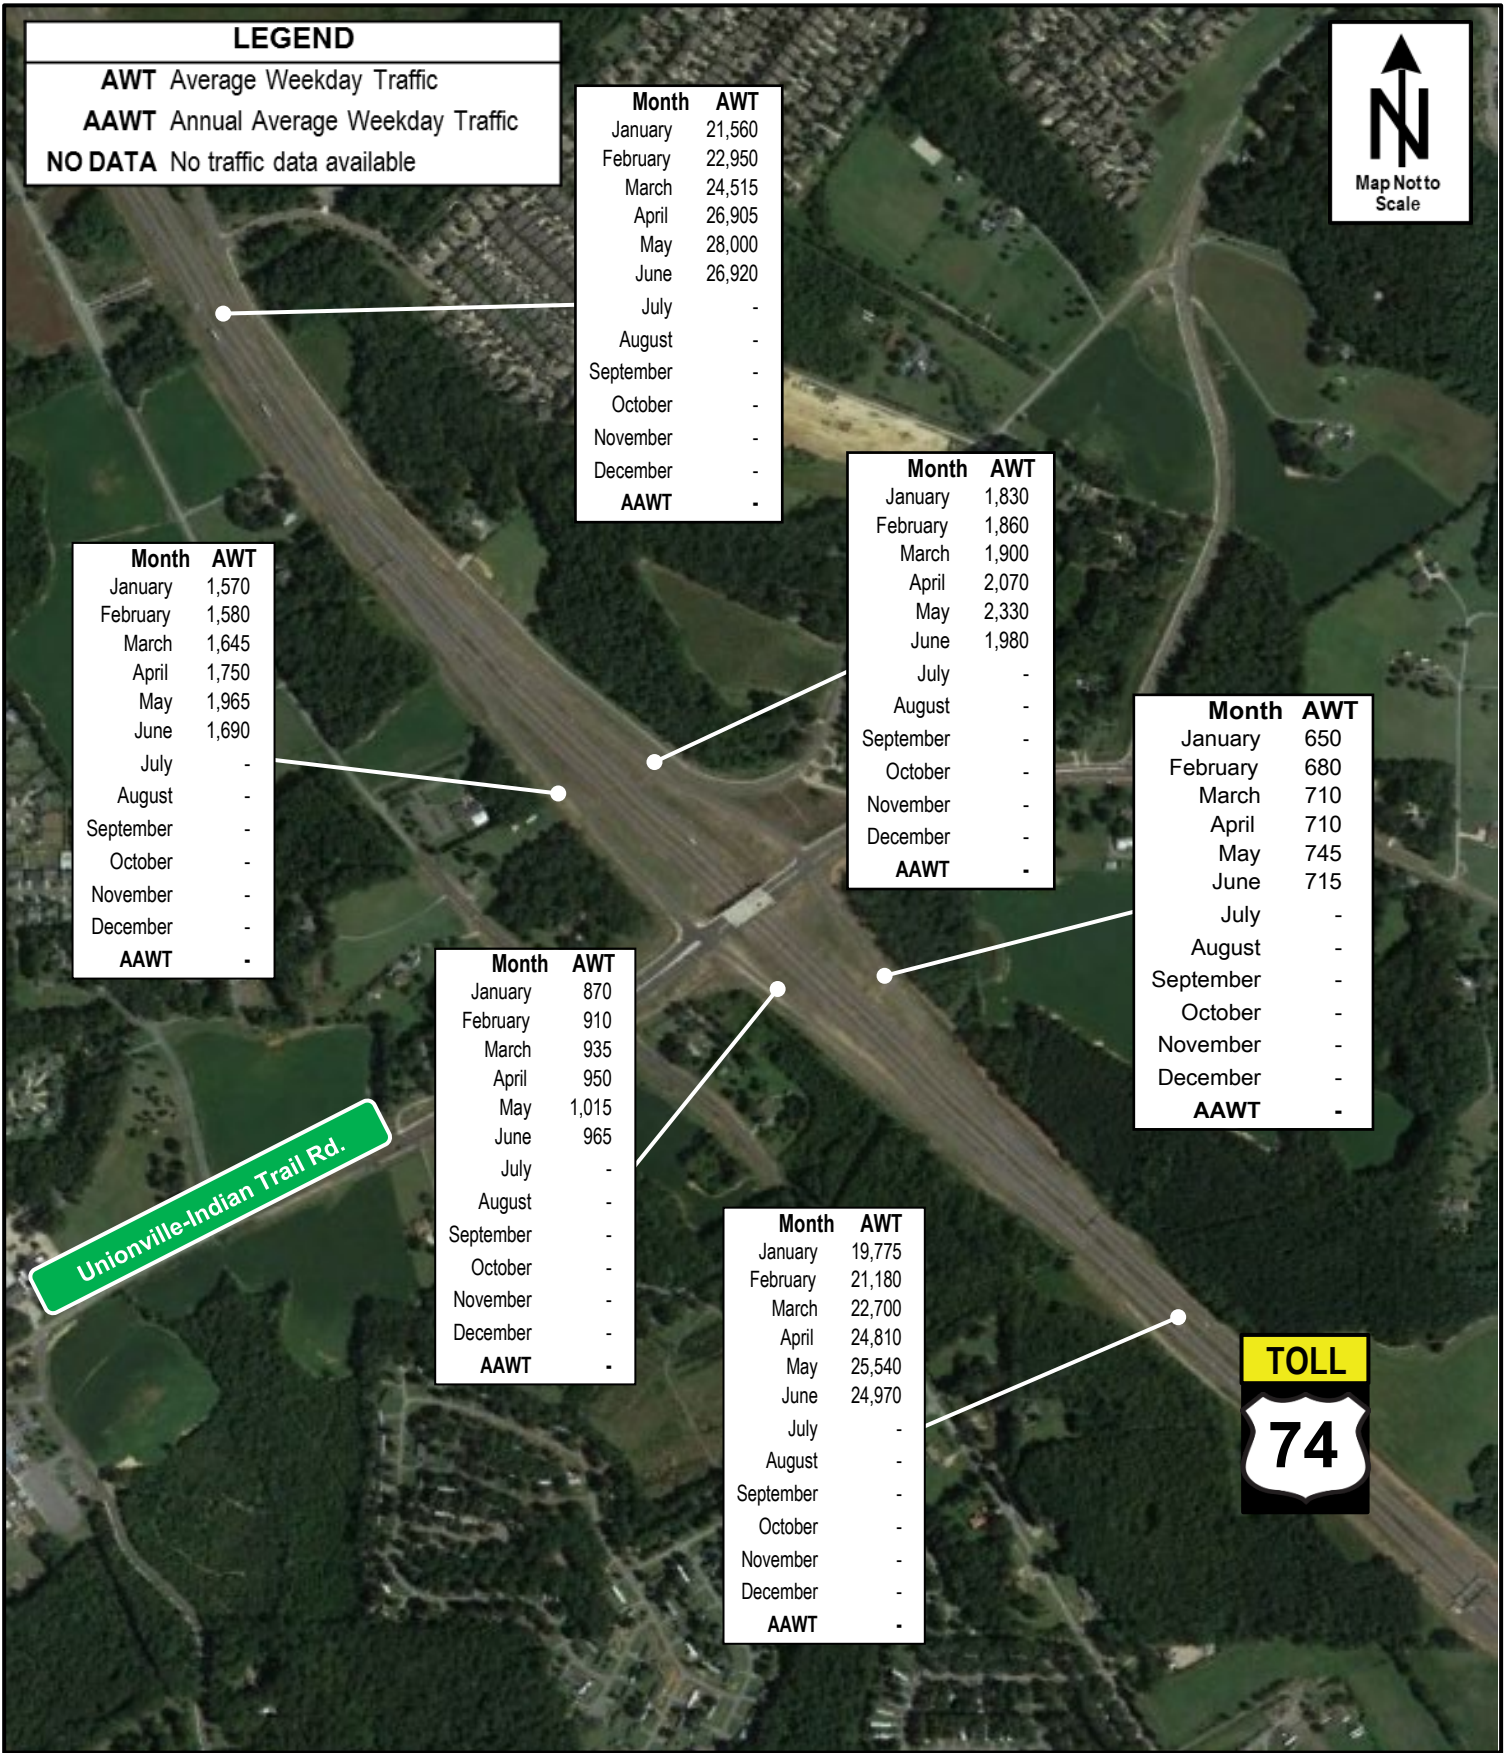 LEGEND
AWT Average Weekday Traffic
AAWT Annual Average Weekday Traffic
NO DATA No traffic data available
Map Not to
Scale
Month AWT
January 21,560
February 22,950
March 24,515
April 26,905
May 28,000
June 26,920
July -
August -
September -
October -
November -
December -
AAWT -
Month AWT
January 1,830
February 1,860
March 1,900
April 2,070
May 2,330
June 1,980
July -
August -
September -
October -
November -
December -
AAWT -
Month AWT
January 1,570
February 1,580
March 1,645
April 1,750
May 1,965
June 1,690
July -
August -
September -
October -
November -
December -
AAWT -
Month AWT
January 650
February 680
March 710
April 710
May 745
June 715
July -
August -
September -
October -
November -
December -
AAWT -
Month AWT
January 870
February 910
March 935
April 950
May 1,015
June 965
July -
August -
September -
October -
November -
December -
AAWT -
Unionville-Indian Trail Rd.
Month AWT
January 19,775
February 21,180
March 22,700
April 24,810
May 25,540
June 24,970
July -
August -
September -
October -
November -
December -
AAWT -
TOLL
74
N